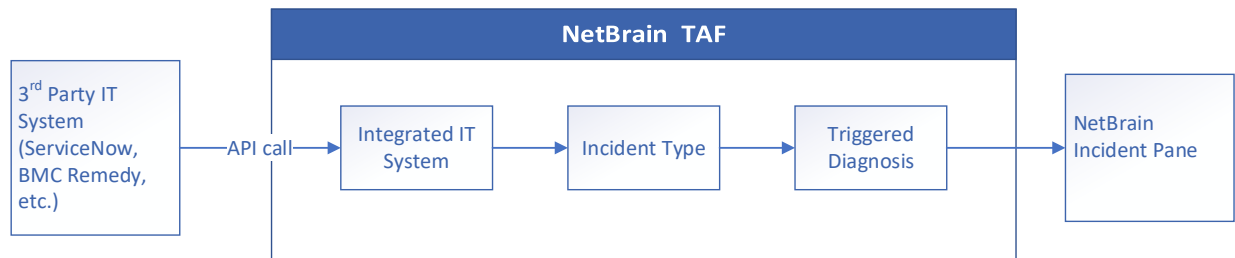 NetBrain TAF
3rd Party IT
System
(ServiceNow,
BMC Remedy,
etc.)
API call
Integrated IT
System
Incident Type
Triggered
Diagnosis
NetBrain
Incident Pane